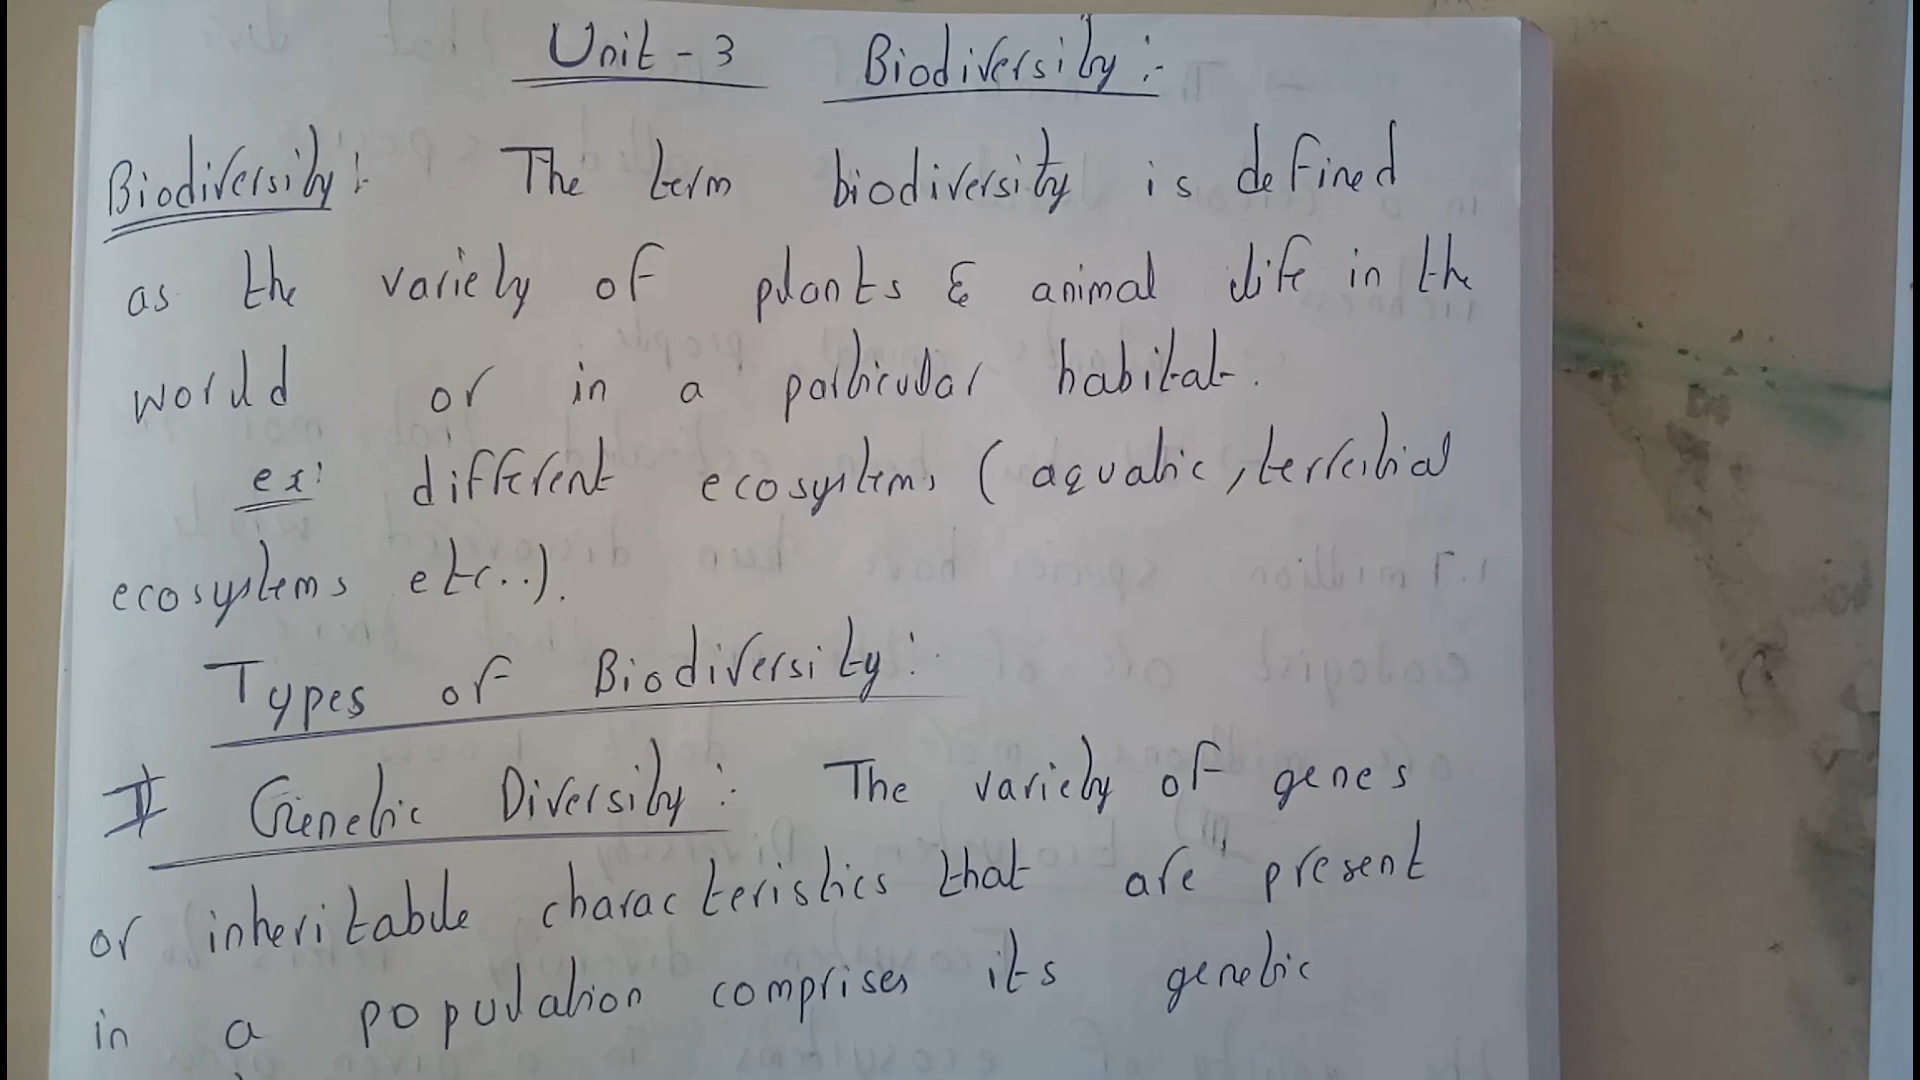 Unit - 3 Biodiversity :-
Biodiversity : The term biodiversity is defined
as the variety of plants & animal life in the
world or in a particular habitat.
ex: different ecosystems ( aquatic , terrestrial
ecosystems etc..).
Types of Biodiversity :
I Genetic Diversity : The variety of genes
or inheritable characteristics that are present
in a population comprises its genetic